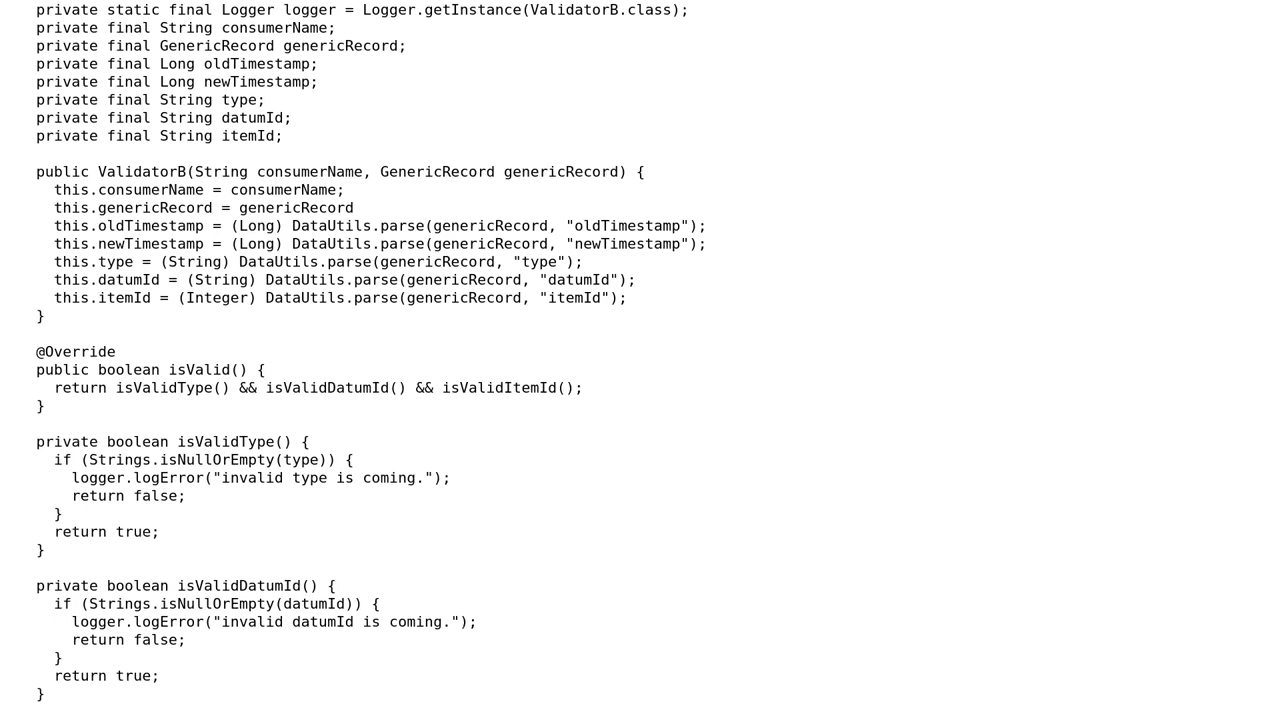 private static final Logger logger = Logger.getInstance(ValidatorB.class);
private final String consumerName;
private final GenericRecord genericRecord;
private final Long oldTimestamp;
private final Long newTimestamp;
private final String type;
private final String datumId;
private final String itemId;

public ValidatorB(String consumerName, GenericRecord genericRecord) {
  this.consumerName = consumerName;
  this.genericRecord = genericRecord
  this.oldTimestamp = (Long) DataUtils.parse(genericRecord, "oldTimestamp");
  this.newTimestamp = (Long) DataUtils.parse(genericRecord, "newTimestamp");
  this.type = (String) DataUtils.parse(genericRecord, "type");
  this.datumId = (String) DataUtils.parse(genericRecord, "datumId");
  this.itemId = (Integer) DataUtils.parse(genericRecord, "itemId");
}

@Override
public boolean isValid() {
  return isValidType() && isValidDatumId() && isValidItemId();
}

private boolean isValidType() {
  if (Strings.isNullOrEmpty(type)) {
    logger.logError("invalid type is coming.");
    return false;
  }
  return true;
}

private boolean isValidDatumId() {
  if (Strings.isNullOrEmpty(datumId)) {
    logger.logError("invalid datumId is coming.");
    return false;
  }
  return true;
}